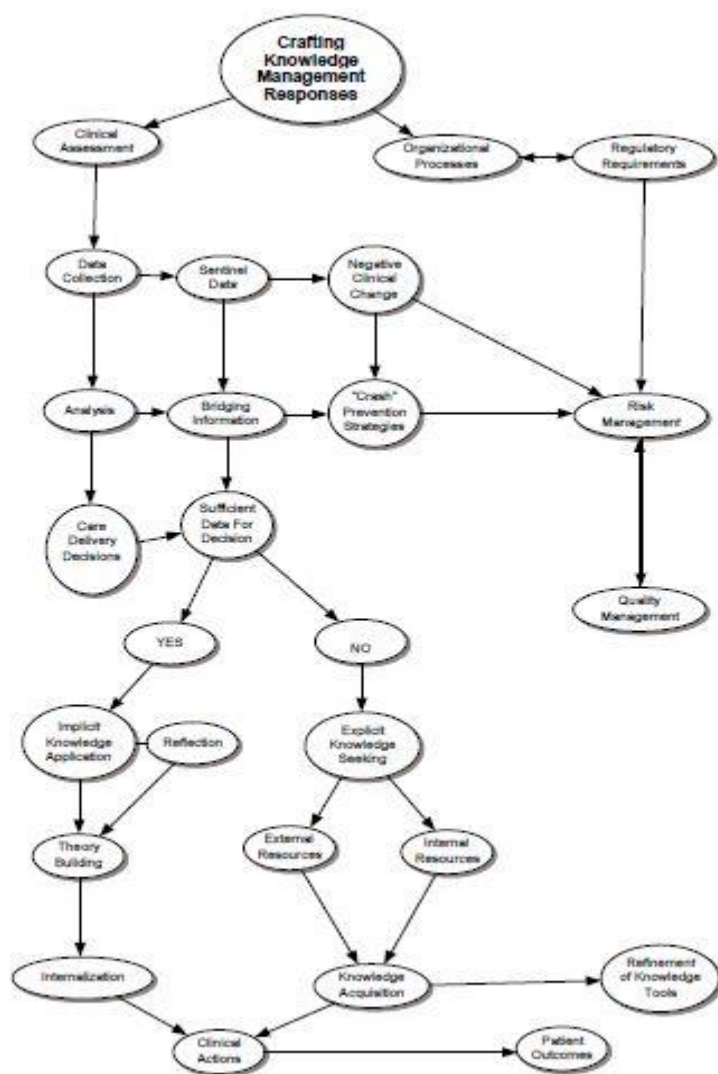 Crafting
Knowledge
Management
Responses
Clinical
Assessment
Organizational
Processes
Regulatory
Requirements
Data
Collection
Sentinel
Data
Negative
Clinical
Change
Analysis
Bridging
Information
"Crash"
Prevention
Strategies
Risk
Management
Care
Delivery
Decisions
Sufficient
Data For
Decision
Quality
Management
YES
NO
Implicit
Knowledge
Application
Reflection
Explicit
Knowledge
Seeking
Theory
Building
External
Resources
Internal
Resources
Internalization
Knowledge
Acquisition
Refinement
of Knowledge
Tools
Clinical
Actions
Patient
Outcomes